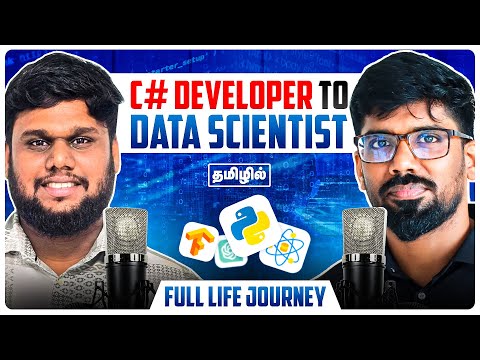 C# DEVELOPER TO
DATA SCIENTIST
தமிழில்
FULL LIFE JOURNEY